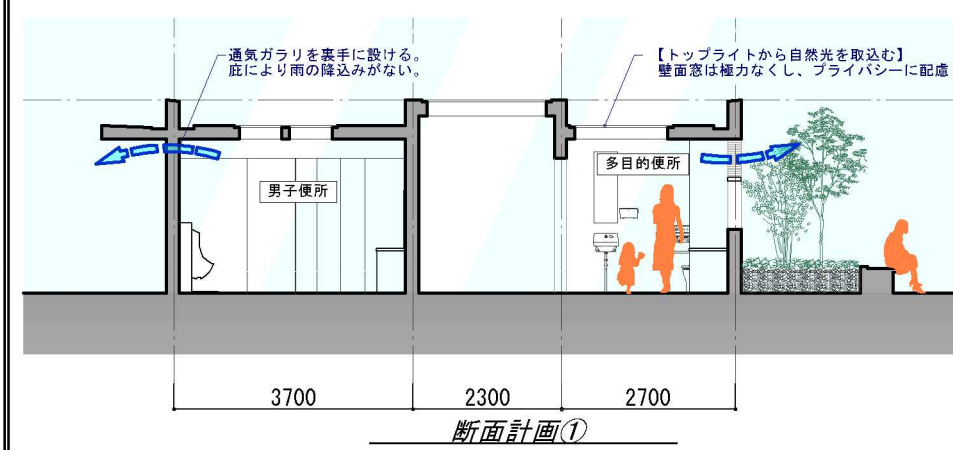 通気ガラリを裏手に設ける。
庇により雨の降込みがない。
【トップライトから自然光を取込む】
壁面窓は極力なくし、プライバシーに配慮
男子便所
多目的便所
3700
2300
2700
断面計画①